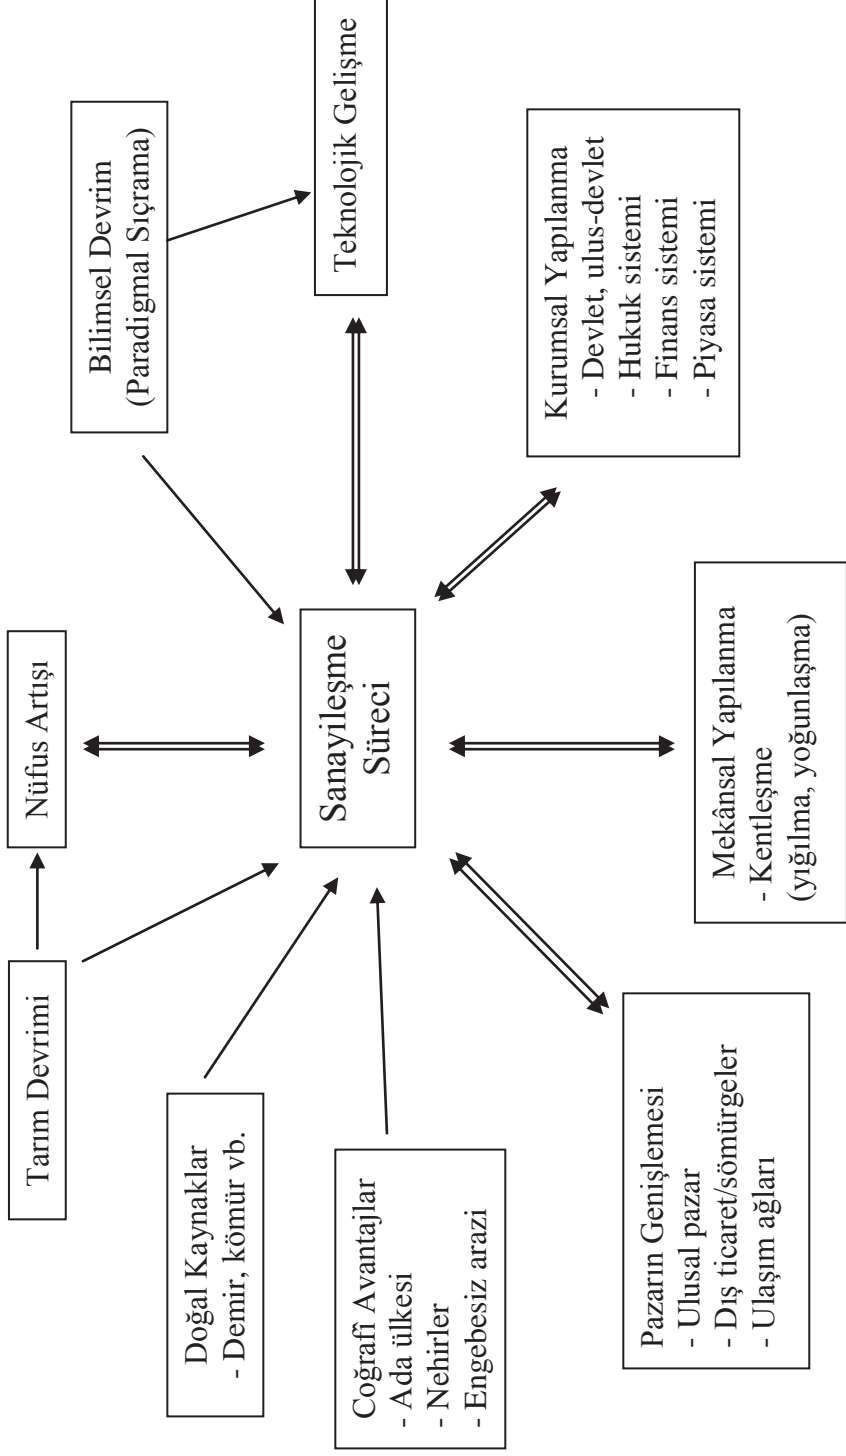 Tarım Devrimi
Nüfus Artışı
Bilimsel Devrim
(Paradigmal Sıçrama)
Doğal Kaynaklar
- Demir, kömür vb.
Sanayileşme
Süreci
Teknolojik Gelişme
Coğrafî Avantajlar
- Ada ülkesi
- Nehirler
- Engebesiz arazi
Kurumsal Yapılanma
- Devlet, ulus-devlet
- Hukuk sistemi
- Finans sistemi
- Piyasa sistemi
Pazarın Genişlemesi
- Ulusal pazar
- Dış ticaret/sömürgeler
- Ulaşım ağları
Mekânsal Yapılanma
- Kentleşme
(yığılma, yoğunlaşma)